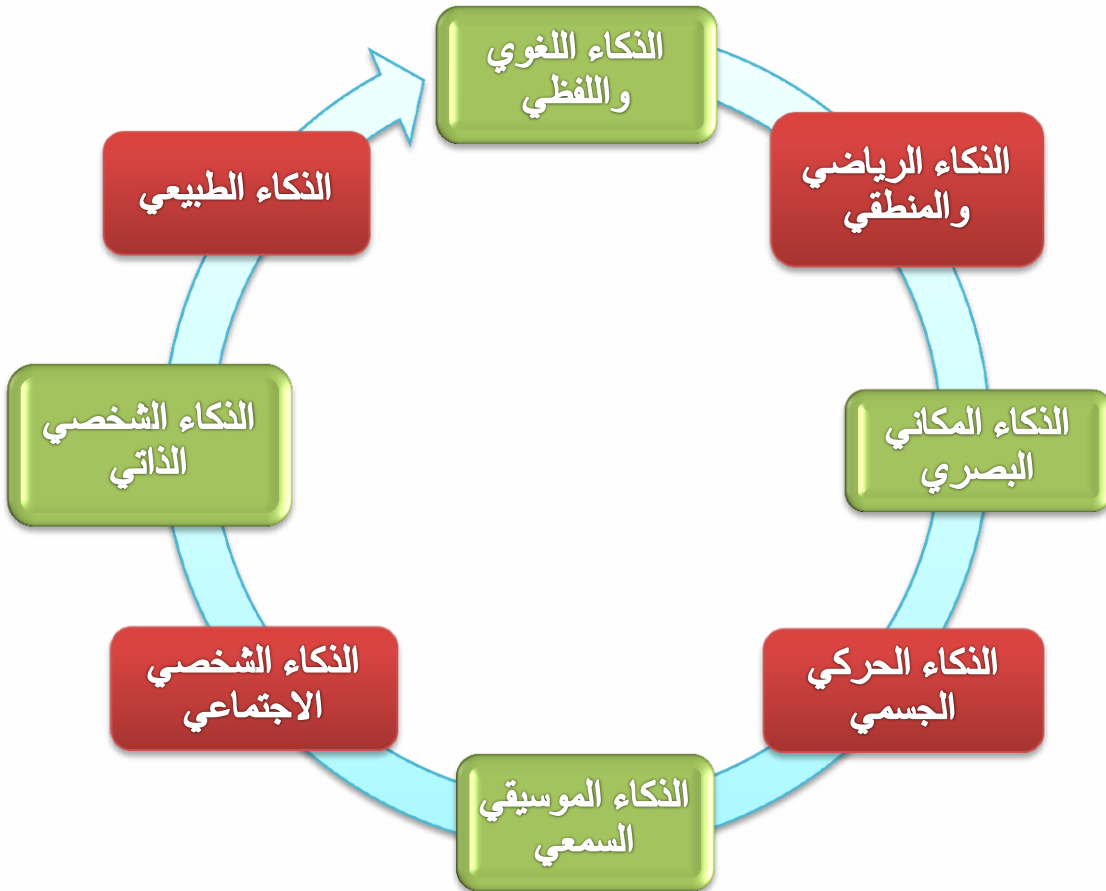 الذكاء اللغوي
واللفظي
الذكاء الرياضي
والمنطقي
الذكاء المكاني
البصري
الذكاء الحركي
الجسمي
الذكاء الموسيقي
السمعي
الذكاء الشخصي
الاجتماعي
الذكاء الشخصي
الذاتي
الذكاء الطبيعي